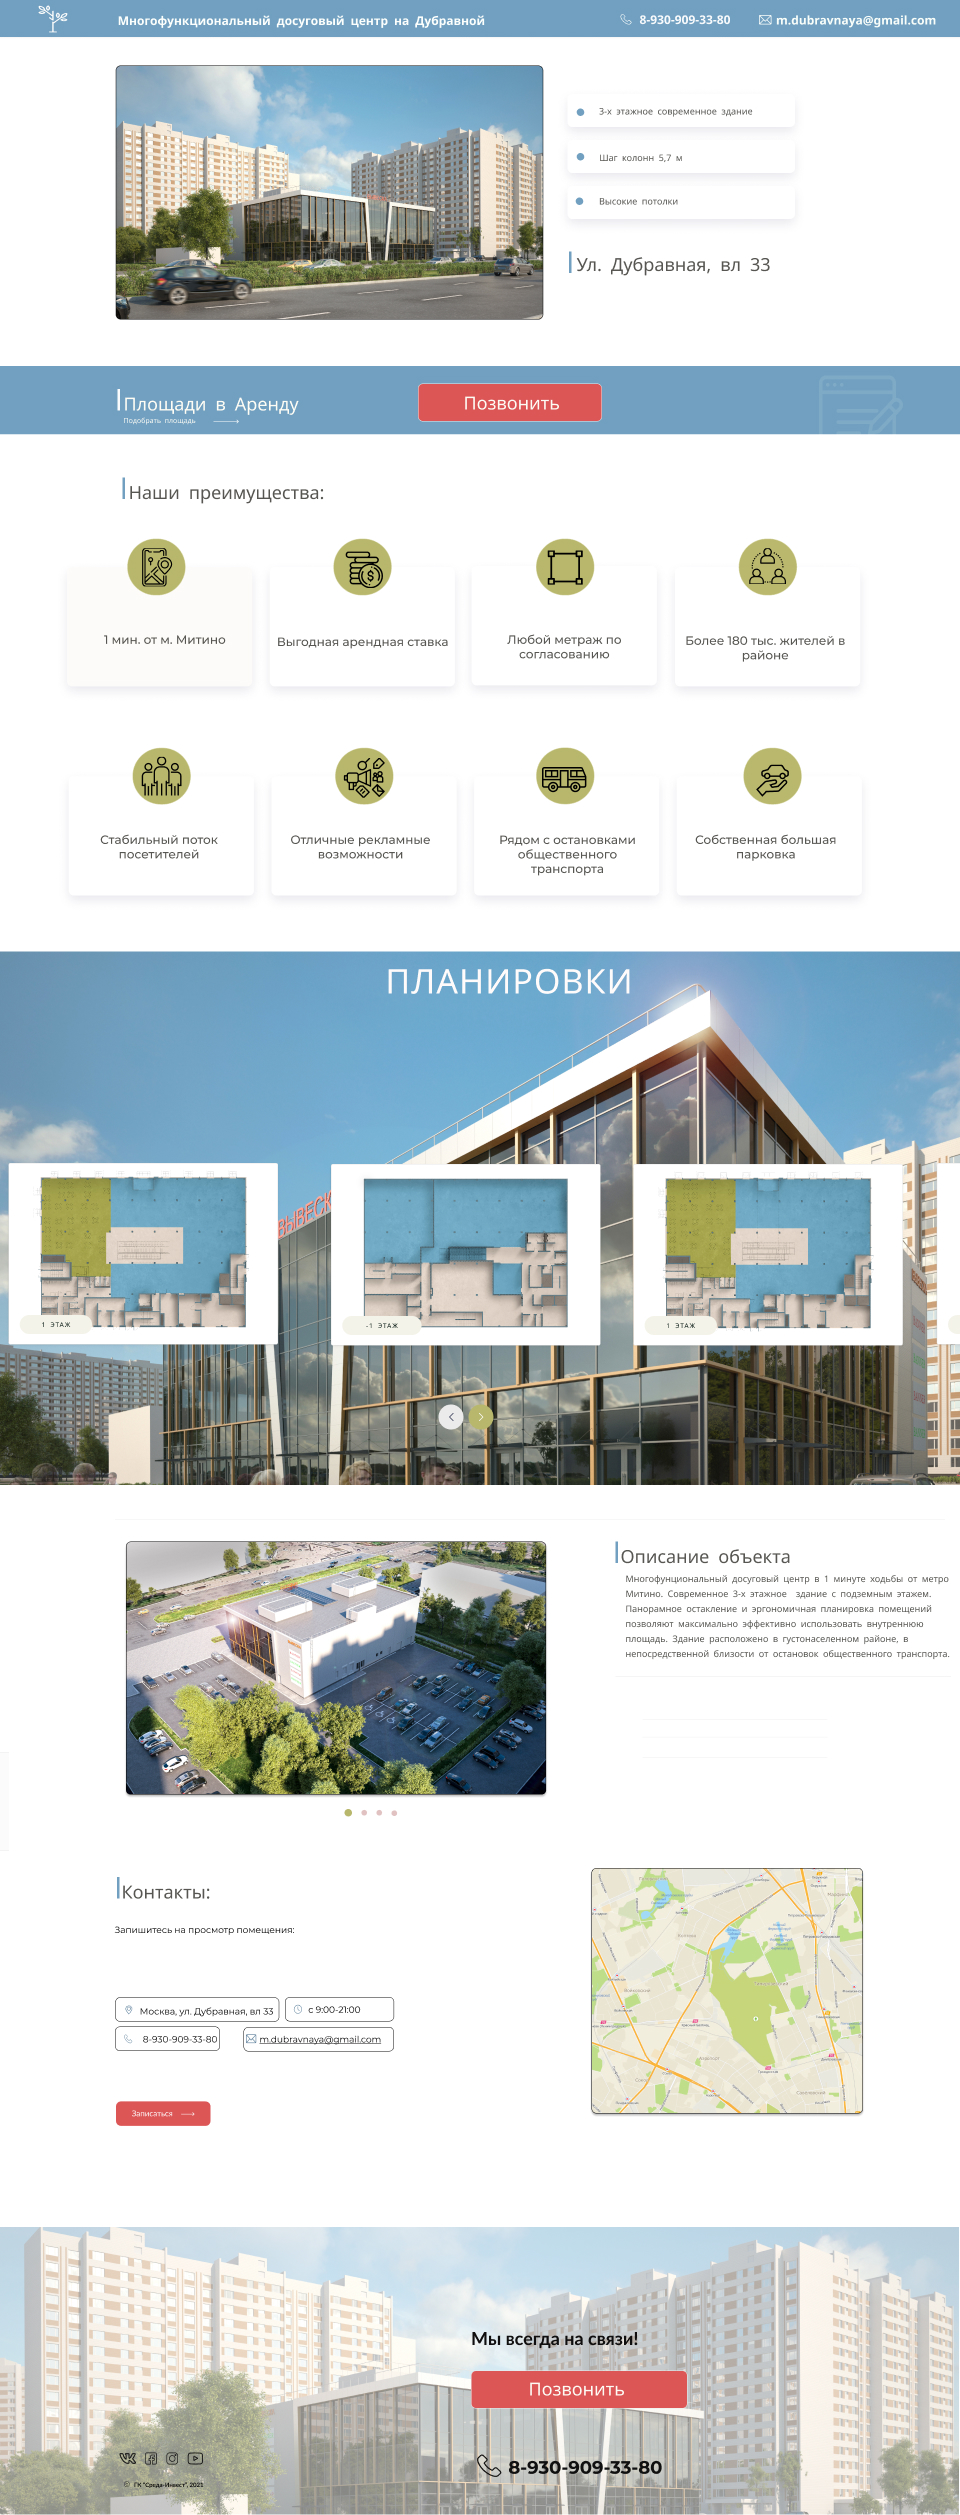 Многофункциональный досуговый центр на Дубравной
8-930-909-33-80
m.dubravnaya@gmail.com
3-х этажное современное здание
Шаг колонн 5,7 м
Высокие потолки
Ул. Дубравная, вл 33
Площади в Аренду
Подобрать площадь
Позвонить
Наши преимущества:
1 мин. от м. Митино
Выгодная арендная ставка
Любой метраж по
согласованию
Более 180 тыс. жителей в
районе
Стабильный поток
посетителей
Отличные рекламные
возможности
Рядом с остановками
общественного
транспорта
Собственная большая
парковка
ПЛАНИРОВКИ
ВЫВЕСК
1 ЭТАЖ
-1 ЭТАЖ
1 ЭТАЖ
Описание объекта
Многофунциональный досуговый центр в 1 минуте ходьбы от метро
Митино. Современное 3-х этажное здание с подземным этажем.
Панорамное остакление и эргономичная планировка помещений
позволяют максимально эффективно использовать внутреннюю
площадь. Здание расположено в густонаселенном районе, в
непосредственной близости от остановок общественного транспорта.
Контакты:
Запишитесь на просмотр помещения:
Москва, ул. Дубравная, вл 33
с 9:00-21:00
8-930-909-33-80
m.dubravnaya@gmail.com
Записаться
Мы всегда на связи!
Позвонить
8-930-909-33-80
© ГК "Среда-Инвест", 2021